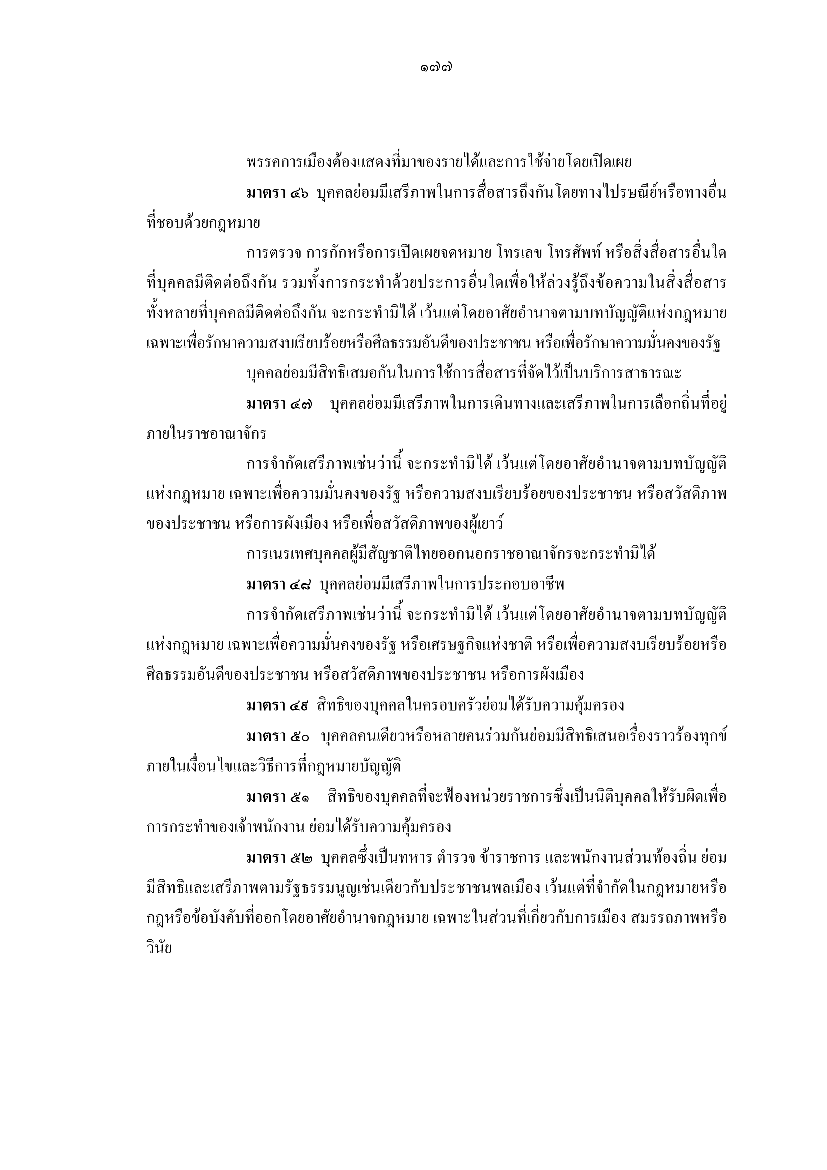 ๑๗๗
พรรคการเมืองต้องแสดงที่มาของรายได้และการใช้จ่ายโดยเปิดเผย
มาตรา ๔๖ บุคคลย่อมมีเสรีภาพในการสื่อสารถึงกันโดยทางไปรษณีย์หรือทางอื่น
ที่ชอบด้วยกฎหมาย
การตรวจ การกักหรือการเปิดเผยจดหมาย โทรเลข โทรศัพท์ หรือสิ่งสื่อสารอื่นใด
ที่บุคคลมีติดต่อถึงกัน รวมทั้งการกระทำด้วยประการอื่นใดเพื่อให้ล่วงรู้ถึงข้อความในสิ่งสื่อสาร
ทั้งหลายที่บุคคลมีติดต่อถึงกัน จะกระทำมิได้ เว้นแต่โดยอาศัยอำนาจตามบทบัญญัติแห่งกฎหมาย
เฉพาะเพื่อรักษาความสงบเรียบร้อยหรือศีลธรรมอันดีของประชาชน หรือเพื่อรักษาความมั่นคงของรัฐ
บุคคลย่อมมีสิทธิเสมอกันในการใช้การสื่อสารที่จัดไว้เป็นบริการสาธารณะ
มาตรา ๔๗ บุคคลย่อมมีเสรีภาพในการเดินทางและเสรีภาพในการเลือกถิ่นที่อยู่
ภายในราชอาณาจักร
การจำกัดเสรีภาพเช่นว่านี้ จะกระทำมิได้ เว้นแต่โดยอาศัยอำนาจตามบทบัญญัติ
แห่งกฎหมาย เฉพาะเพื่อความมั่นคงของรัฐ หรือความสงบเรียบร้อยของประชาชน หรือสวัสดิภาพ
ของประชาชน หรือการผังเมือง หรือเพื่อสวัสดิภาพของผู้เยาว์
การเนรเทศบุคคลผู้มีสัญชาติไทยออกนอกราชอาณาจักรจะกระทำมิได้
มาตรา ๔๘ บุคคลย่อมมีเสรีภาพในการประกอบอาชีพ
การจำกัดเสรีภาพเช่นว่านี้ จะกระทำมิได้ เว้นแต่โดยอาศัยอำนาจตามบทบัญญัติ
แห่งกฎหมาย เฉพาะเพื่อความมั่นคงของรัฐ หรือเศรษฐกิจแห่งชาติ หรือเพื่อความสงบเรียบร้อยหรือ
ศีลธรรมอันดีของประชาชน หรือสวัสดิภาพของประชาชน หรือการผังเมือง
มาตรา ๔๙ สิทธิของบุคคลในครอบครัวย่อมได้รับความคุ้มครอง
มาตรา ๕๐ บุคคลคนเดียวหรือหลายคนร่วมกันย่อมมีสิทธิเสนอเรื่องราวร้องทุกข์
ภายในเงื่อนไขและวิธีการที่กฎหมายบัญญัติ
มาตรา ๕๑ สิทธิของบุคคลที่จะฟ้องหน่วยราชการซึ่งเป็นนิติบุคคลให้รับผิดเพื่อ
การกระทำของเจ้าพนักงาน ย่อมได้รับความคุ้มครอง
มาตรา ๕๒ บุคคลซึ่งเป็นทหาร ตำรวจ ข้าราชการ และพนักงานส่วนท้องถิ่น ย่อม
มีสิทธิและเสรีภาพตามรัฐธรรมนูญเช่นเดียวกับประชาชนพลเมือง เว้นแต่ที่จำกัดในกฎหมายหรือ
กฎหรือข้อบังคับที่ออกโดยอาศัยอำนาจกฎหมาย เฉพาะในส่วนที่เกี่ยวกับการเมือง สมรรถภาพหรือ
วินัย